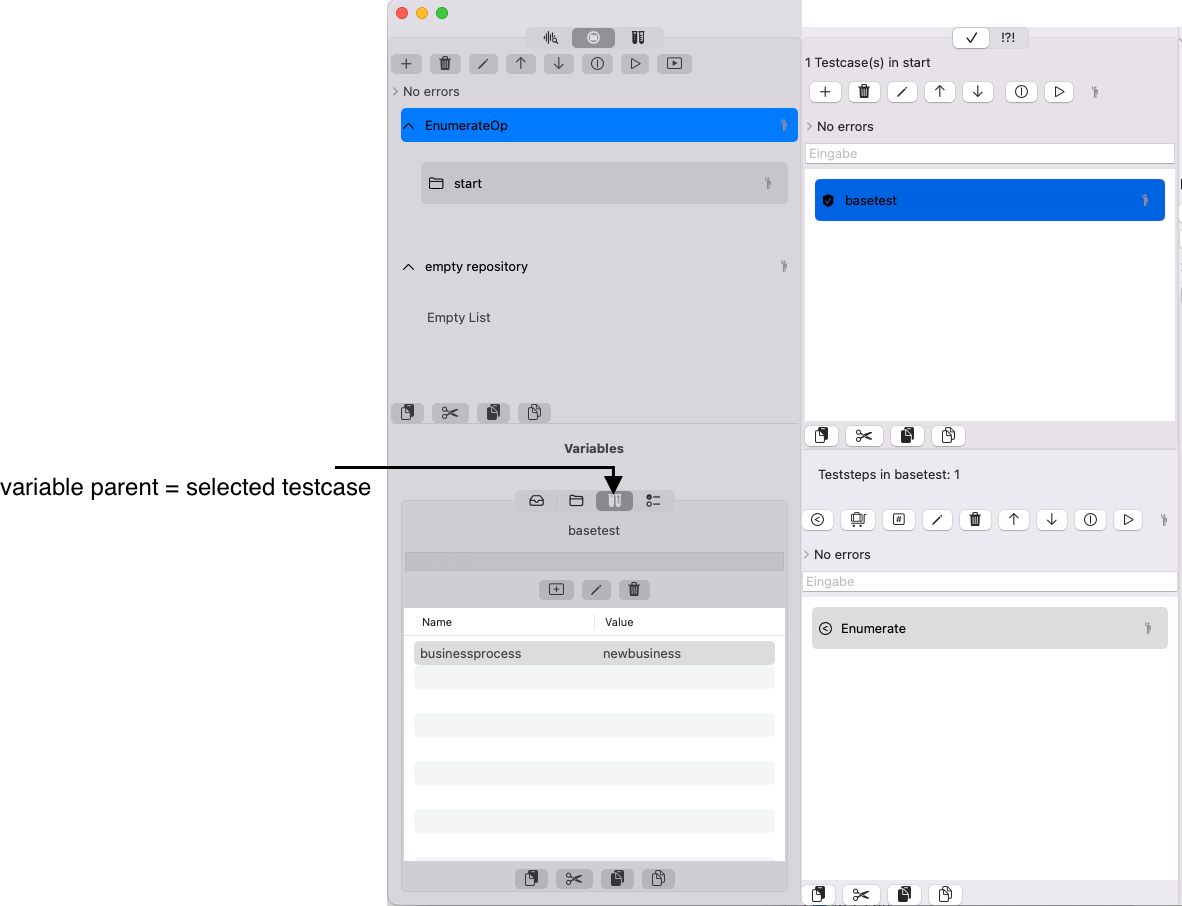 No errors
EnumerateOp
start
empty repository
Empty List
Variables
variable parent = selected testcase
basetest
Name Value
businessprocess newbusiness
!?!
1 Testcase(s) in start
No errors
Eingabe
basetest
Teststeps in basetest: 1
#
No errors
Eingabe
Enumerate